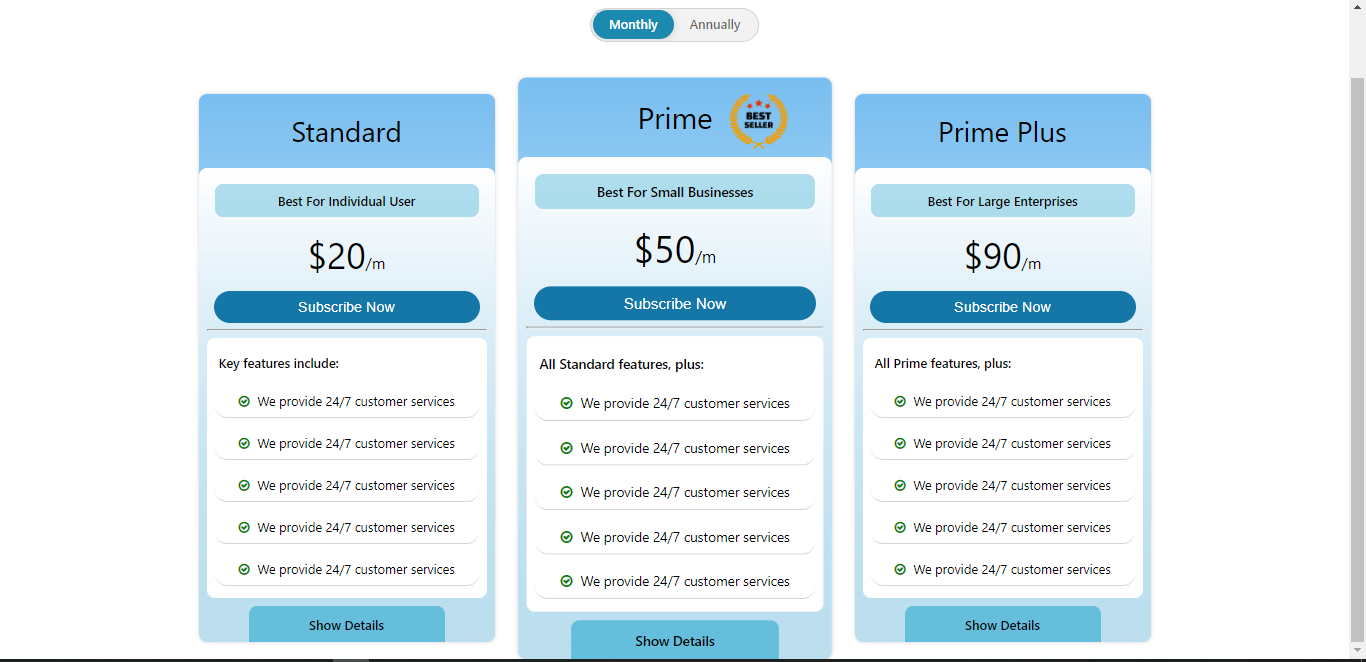 Monthly
Annually
Standard
Best For Individual User
$20/m
Subscribe Now
Key features include:
We provide 24/7 customer services
We provide 24/7 customer services
We provide 24/7 customer services
We provide 24/7 customer services
We provide 24/7 customer services
Show Details
Prime
BEST
SELLER
Best For Small Businesses
$50/m
Subscribe Now
All Standard features, plus:
We provide 24/7 customer services
We provide 24/7 customer services
We provide 24/7 customer services
We provide 24/7 customer services
We provide 24/7 customer services
Show Details
Prime Plus
Best For Large Enterprises
$90/m
Subscribe Now
All Prime features, plus:
We provide 24/7 customer services
We provide 24/7 customer services
We provide 24/7 customer services
We provide 24/7 customer services
We provide 24/7 customer services
Show Details